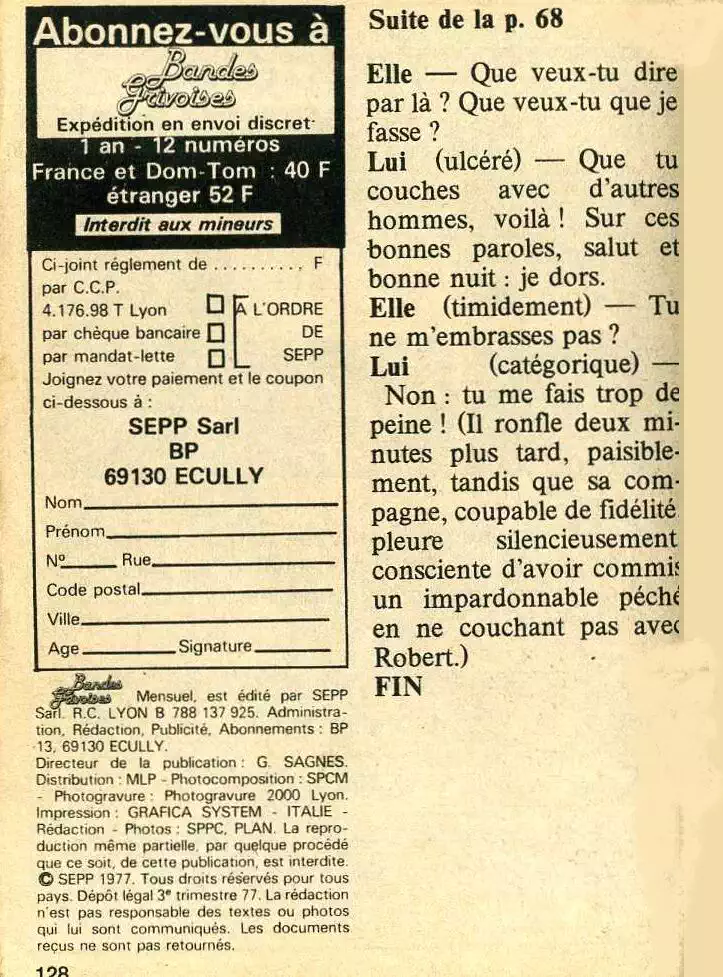 Abonnez-vous à
Bandes
Grivoises
Expédition en envoi discret
1 an - 12 numéros
France et Dom-Tom : 40 F
étranger 52 F
Interdit aux mineurs
Ci-joint réglement de .......... F
par C.C.P.
4.176.98 T Lyon A L'ORDRE
par chèque bancaire DE
par mandat-lette SEPP
Joignez votre paiement et le coupon
ci-dessous à :
SEPP Sarl
BP
69130 ECULLY
Nom
Prénom
Nº Rue
Code postal
Ville
Age Signature
Bandes
Grivoises Mensuel, est édité par SEPP
Sarl. R.C. LYON B 788 137 925. Administra-
tion, Rédaction, Publicité, Abonnements : BP
13, 69130 ECULLY.
Directeur de la publication : G. SAGNES.
Distribution : MLP - Photocomposition : SPCM
- Photogravure : Photogravure 2000 Lyon.
Impression : GRAFICA SYSTEM - ITALIE -
Rédaction - Photos : SPPC, PLAN. La repro-
duction même partielle, par quelque procédé
que ce soit, de cette publication, est interdite.
© SEPP 1977. Tous droits réservés pour tous
pays. Dépôt légal 3e trimestre 77. La rédaction
n'est pas responsable des textes ou photos
qui lui sont communiqués. Les documents
reçus ne sont pas retournés.
128
Suite de la p. 68
Elle — Que veux-tu dire
par là ? Que veux-tu que je
fasse ?
Lui (ulcéré) — Que tu
couches avec d'autres
hommes, voilà ! Sur ces
bonnes paroles, salut et
bonne nuit : je dors.
Elle (timidement) — Tu
ne m'embrasses pas ?
Lui (catégorique) —
Non : tu me fais trop de
peine ! (Il ronfle deux mi-
nutes plus tard, paisible-
ment, tandis que sa com-
pagne, coupable de fidélité
pleure silencieusement
consciente d'avoir commis
un impardonnable péché
en ne couchant pas avec
Robert.)
FIN